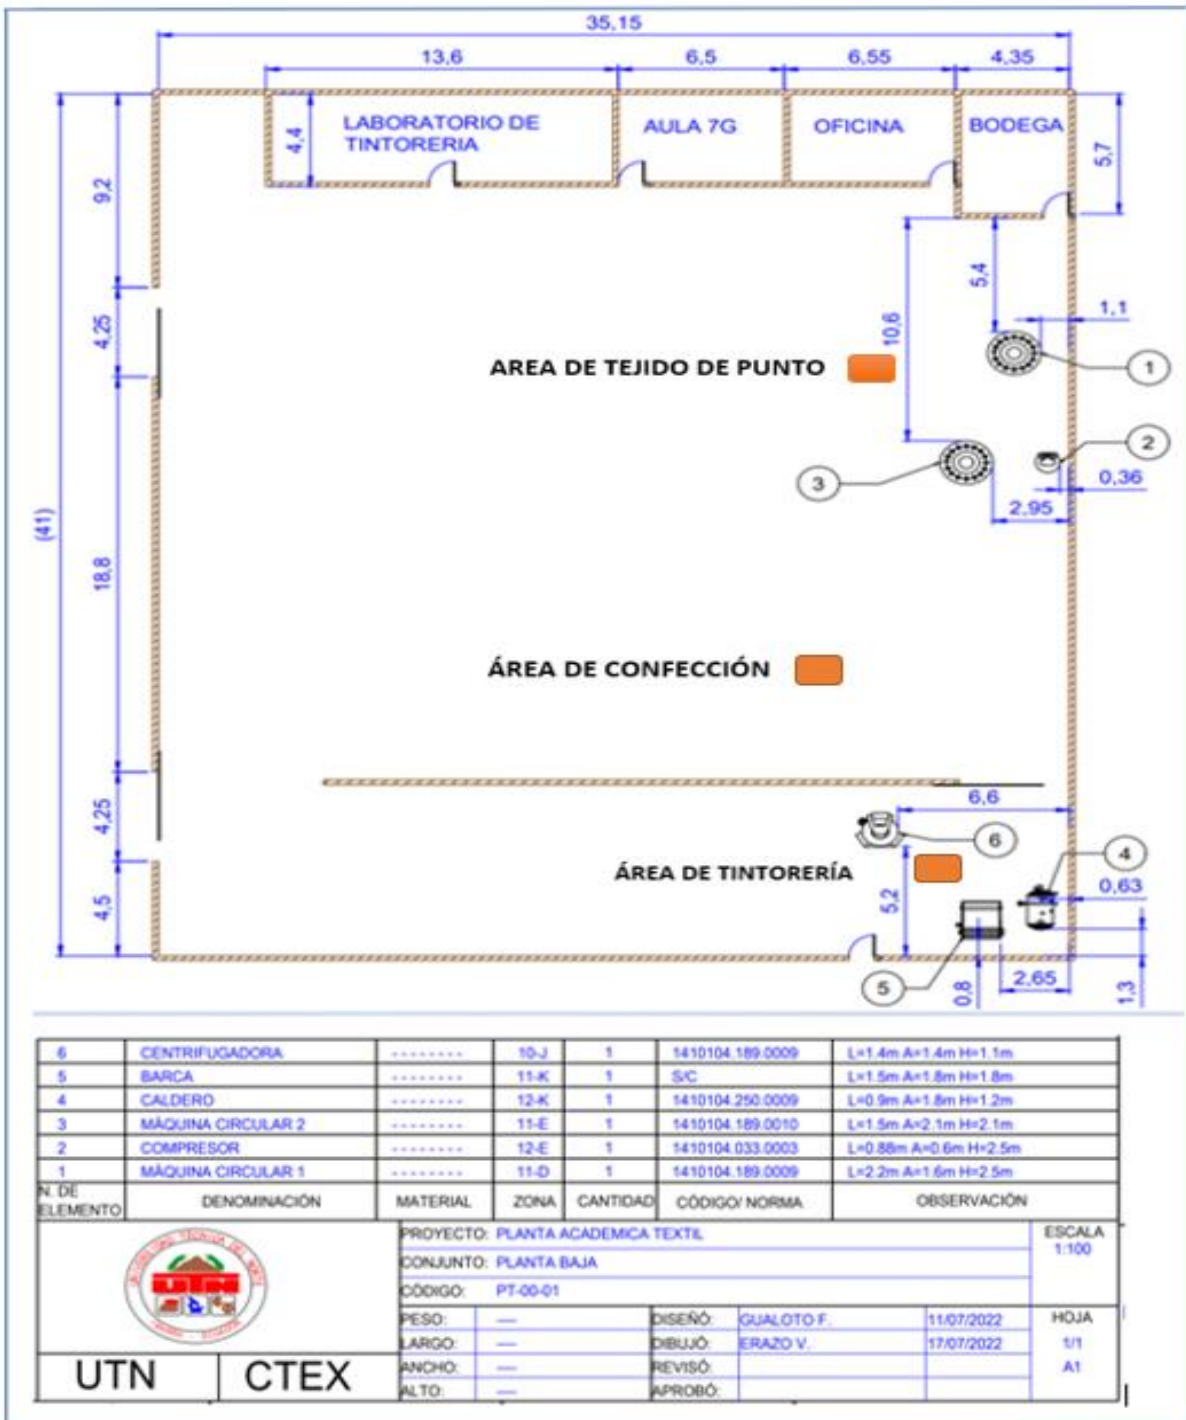 35,15
13,6 6,5 6,55 4,35
LABORATORIO DE
TINTORERIA
AULA 7G
OFICINA
BODEGA
4,4
5,7
9,2
4,25
10,6
5,4
1,1
AREA DE TEJIDO DE PUNTO
1
2
3
0,36
2,95
(41)
18,8
ÁREA DE CONFECCIÓN
4,25
6,6
6
4
ÁREA DE TINTORERÍA
0,63
4,5
5,2
5
0,8
2,65
1,3
6 CENTRIFUGADORA -------- 10-J 1 1410104.189.0009 L=1.4m A=1.4m H=1.1m
5 BARCA -------- 11-K 1 S/C L=1.5m A=1.8m H=1.8m
4 CALDERO -------- 12-K 1 1410104.250.0009 L=0.9m A=1.8m H=1.2m
3 MÁQUINA CIRCULAR 2 -------- 11-E 1 1410104.189.0010 L=1.5m A=2.1m H=2.1m
2 COMPRESOR -------- 12-E 1 1410104.033.0003 L=0.88m A=0.6m H=2.5m
1 MÁQUINA CIRCULAR 1 -------- 11-D 1 1410104.189.0009 L=2.2m A=1.6m H=2.5m
N. DE
ELEMENTO DENOMINACIÓN MATERIAL ZONA CANTIDAD CÓDIGO/ NORMA OBSERVACIÓN
UNIVERSIDAD TÉCNICA DEL NORTE
UTN
IBARRA - ECUADOR
PROYECTO: PLANTA ACADEMICA TEXTIL
CONJUNTO: PLANTA BAJA
CÓDIGO: PT-00-01
ESCALA
1:100
PESO: ---- DISEÑÓ: GUALOTO F. 11/07/2022
LARGO: ---- DIBUJÓ: ERAZO V. 17/07/2022
ANCHO: ---- REVISÓ:
ALTO: ---- APROBÓ:
HOJA
1/1
A1
UTN CTEX